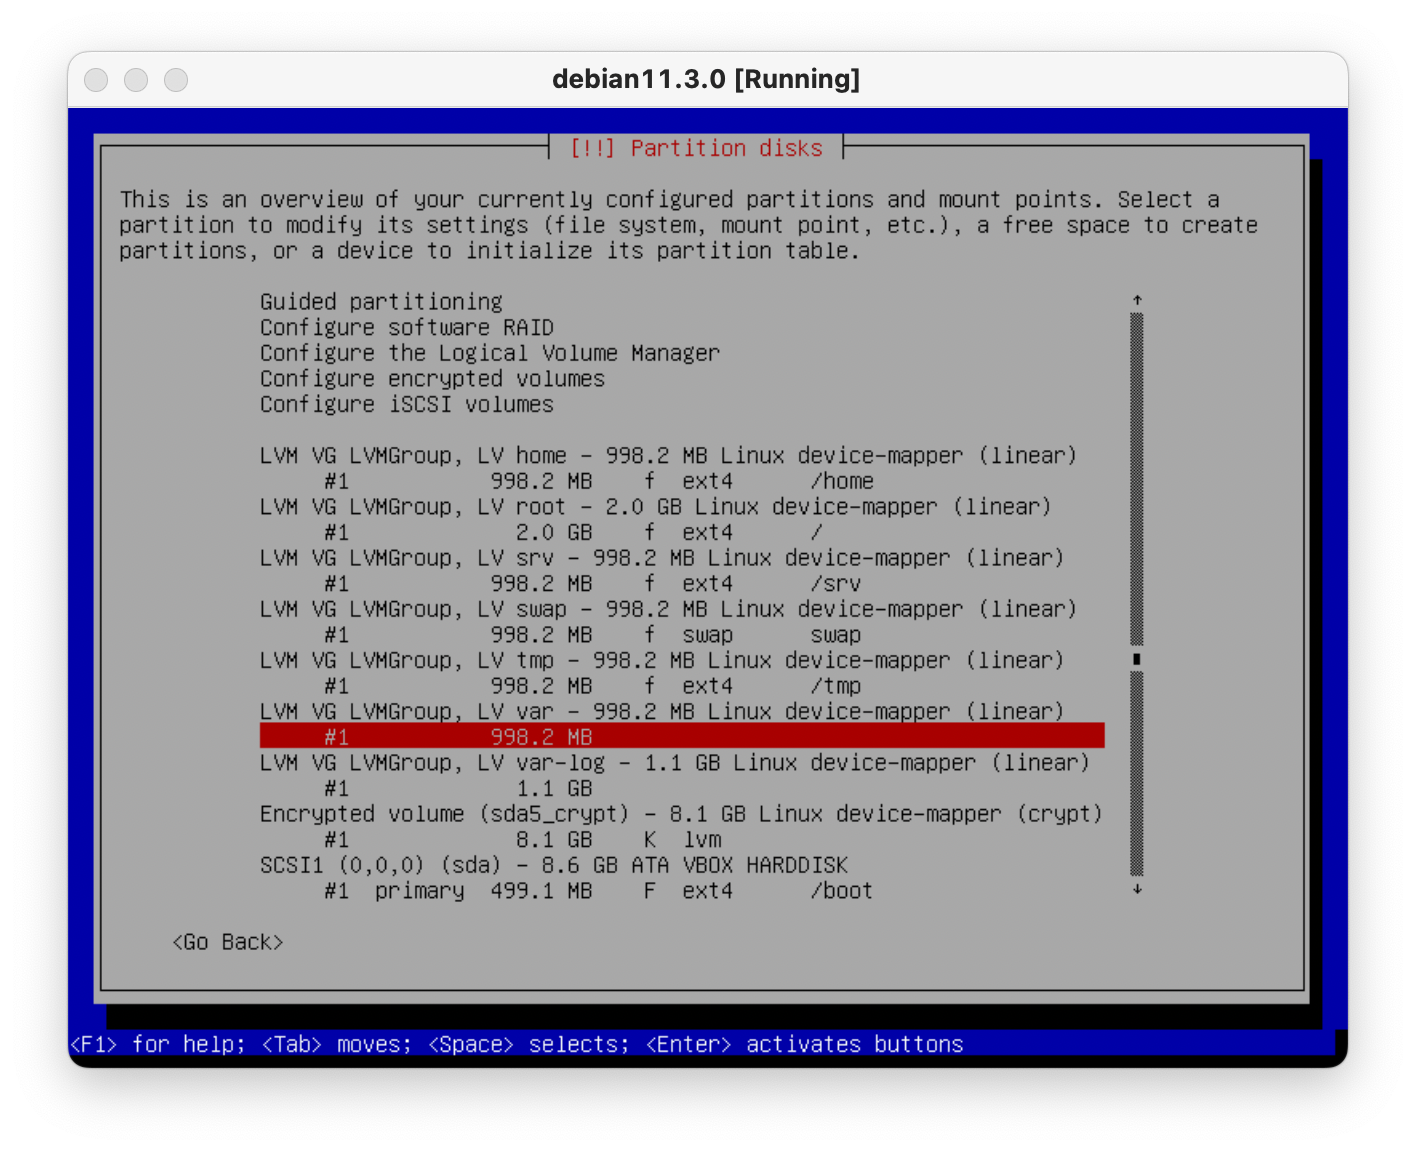 debian11.3.0 [Running]
[!!] Partition disks
This is an overview of your currently configured partitions and mount points. Select a
partition to modify its settings (file system, mount point, etc.), a free space to create
partitions, or a device to initialize its partition table.
Guided partitioning
Configure software RAID
Configure the Logical Volume Manager
Configure encrypted volumes
Configure iSCSI volumes
LVM VG LVMGroup, LV home - 998.2 MB Linux device-mapper (linear)
#1 998.2 MB f ext4 /home
LVM VG LVMGroup, LV root - 2.0 GB Linux device-mapper (linear)
#1 2.0 GB f ext4 /
LVM VG LVMGroup, LV srv - 998.2 MB Linux device-mapper (linear)
#1 998.2 MB f ext4 /srv
LVM VG LVMGroup, LV swap - 998.2 MB Linux device-mapper (linear)
#1 998.2 MB f swap swap
LVM VG LVMGroup, LV tmp - 998.2 MB Linux device-mapper (linear)
#1 998.2 MB f ext4 /tmp
LVM VG LVMGroup, LV var - 998.2 MB Linux device-mapper (linear)
#1 998.2 MB
LVM VG LVMGroup, LV var-log - 1.1 GB Linux device-mapper (linear)
#1 1.1 GB
Encrypted volume (sda5_crypt) - 8.1 GB Linux device-mapper (crypt)
#1 8.1 GB K lvm
SCSI1 (0,0,0) (sda) - 8.6 GB ATA VBOX HARDDISK
#1 primary 499.1 MB F ext4 /boot
<Go Back>
<F1> for help; <Tab> moves; <Space> selects; <Enter> activates buttons